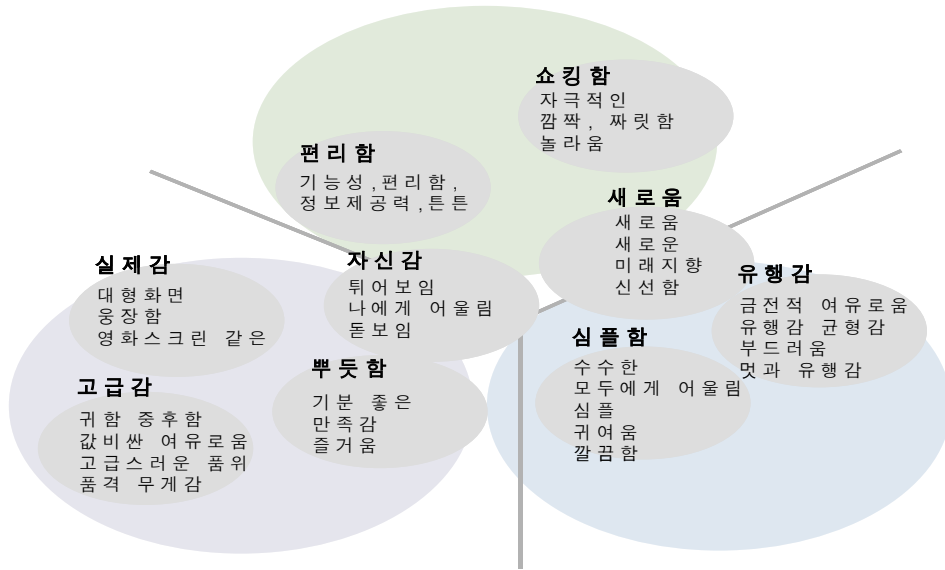 쇼킹함
자극적인
깜짝, 짜릿함
놀라움
편리함
기능성,편리함,
정보제공력,튼튼
새로움
새로움
새로운
미래지향
신선함
실제감
대형화면
웅장함
영화스크린 같은
자신감
튀어보임
나에게 어울림
돋보임
유행감
금전적 여유로움
유행감 균형감
부드러움
멋과 유행감
심플함
수수한
모두에게 어울림
심플
귀여움
깔끔함
뿌듯함
기분 좋은
만족감
즐거움
고급감
귀함 중후함
값비싼 여유로움
고급스러운 품위
품격 무게감